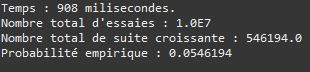 Temps : 908 milisecondes.
Nombre total d'essaies : 1.0E7
Nombre total de suite croissante : 546194.0
Probabilité empirique : 0.0546194